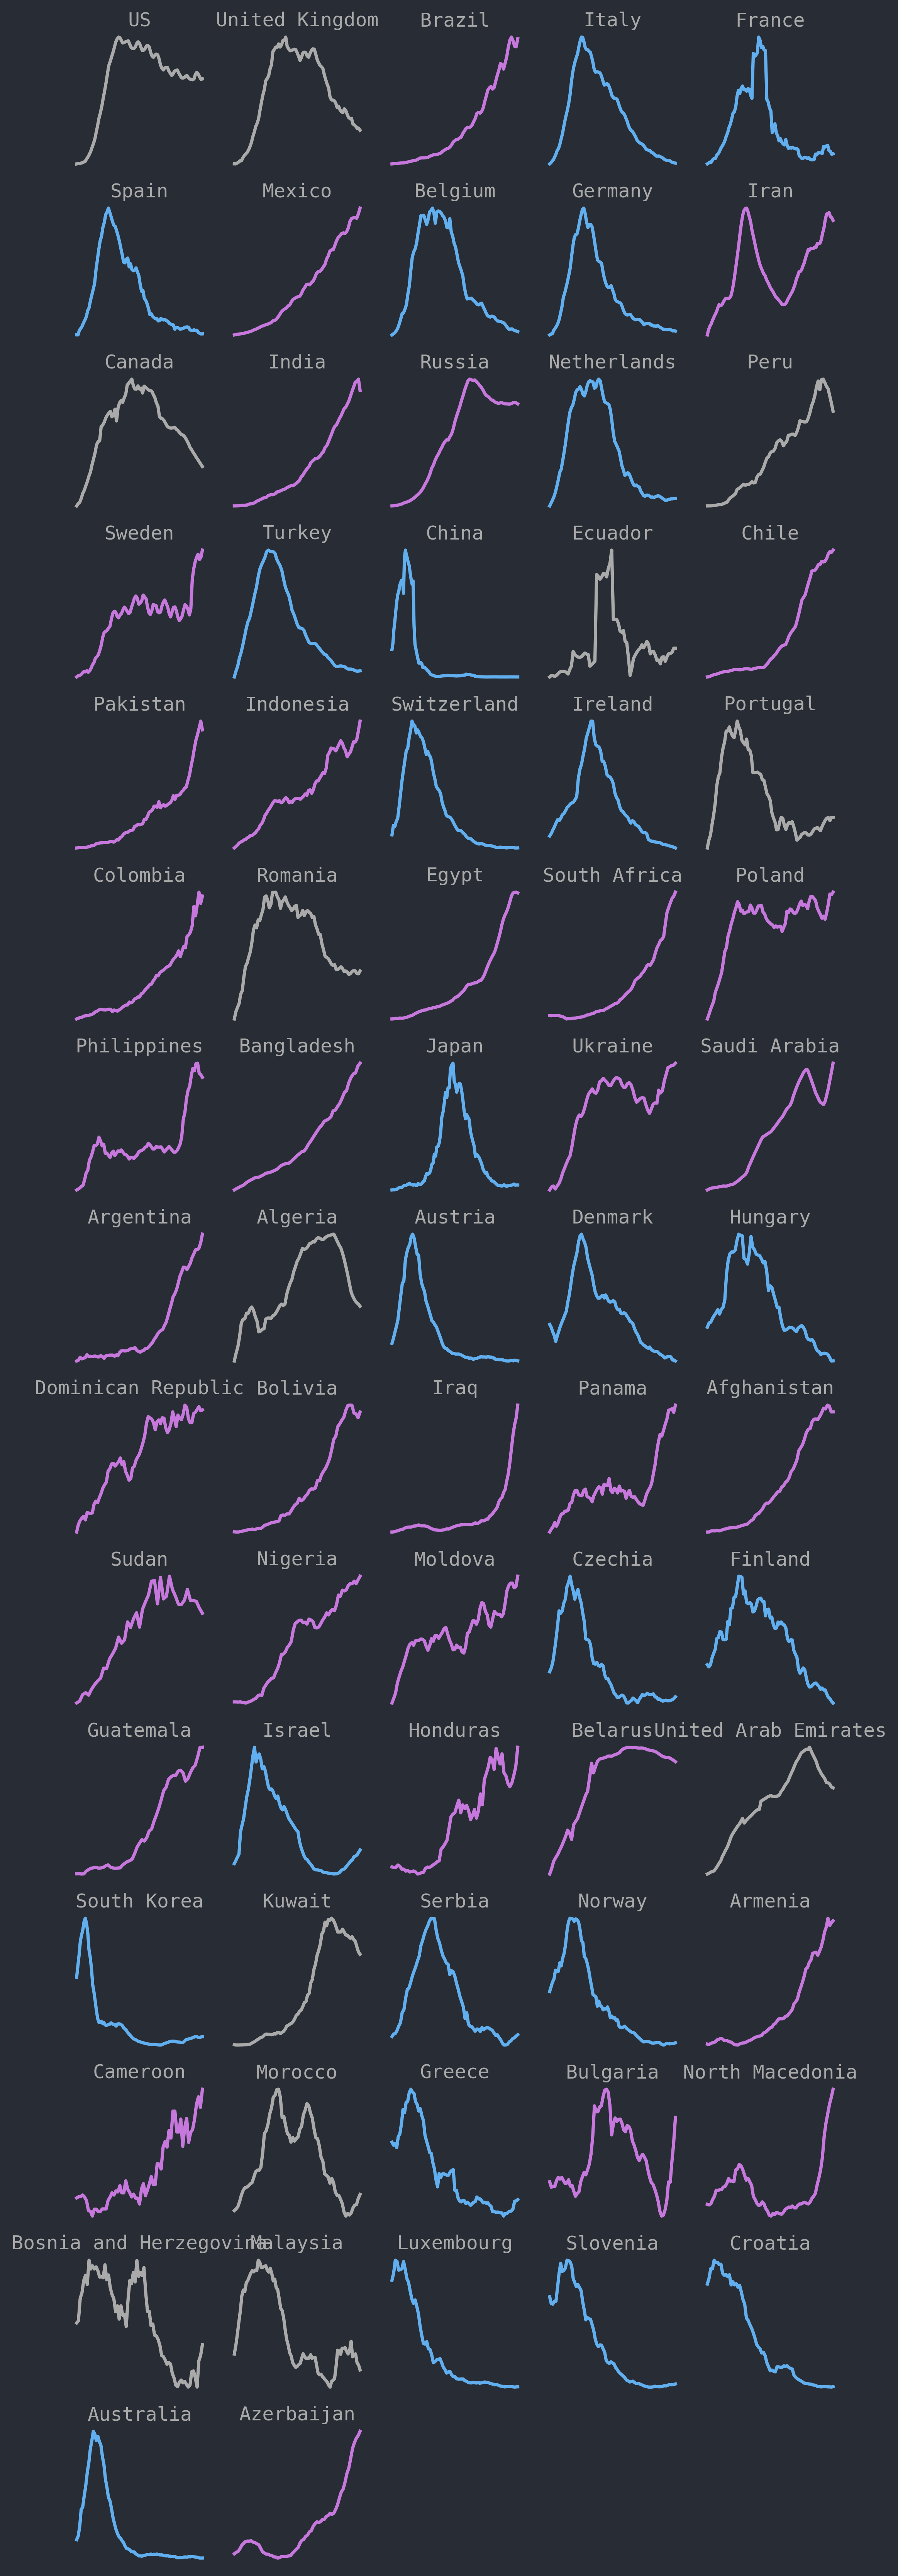 US United Kingdom Brazil Italy France
Spain Mexico Belgium Germany Iran
Canada India Russia Netherlands Peru
Sweden Turkey China Ecuador Chile
Pakistan Indonesia Switzerland Ireland Portugal
Colombia Romania Egypt South Africa Poland
Philippines Bangladesh Japan Ukraine Saudi Arabia
Argentina Algeria Austria Denmark Hungary
Dominican Republic Bolivia Iraq Panama Afghanistan
Sudan Nigeria Moldova Czechia Finland
Guatemala Israel Honduras Belarus United Arab Emirates
South Korea Kuwait Serbia Norway Armenia
Cameroon Morocco Greece Bulgaria North Macedonia
Bosnia and Herzegovina Malaysia Luxembourg Slovenia Croatia
Australia Azerbaijan